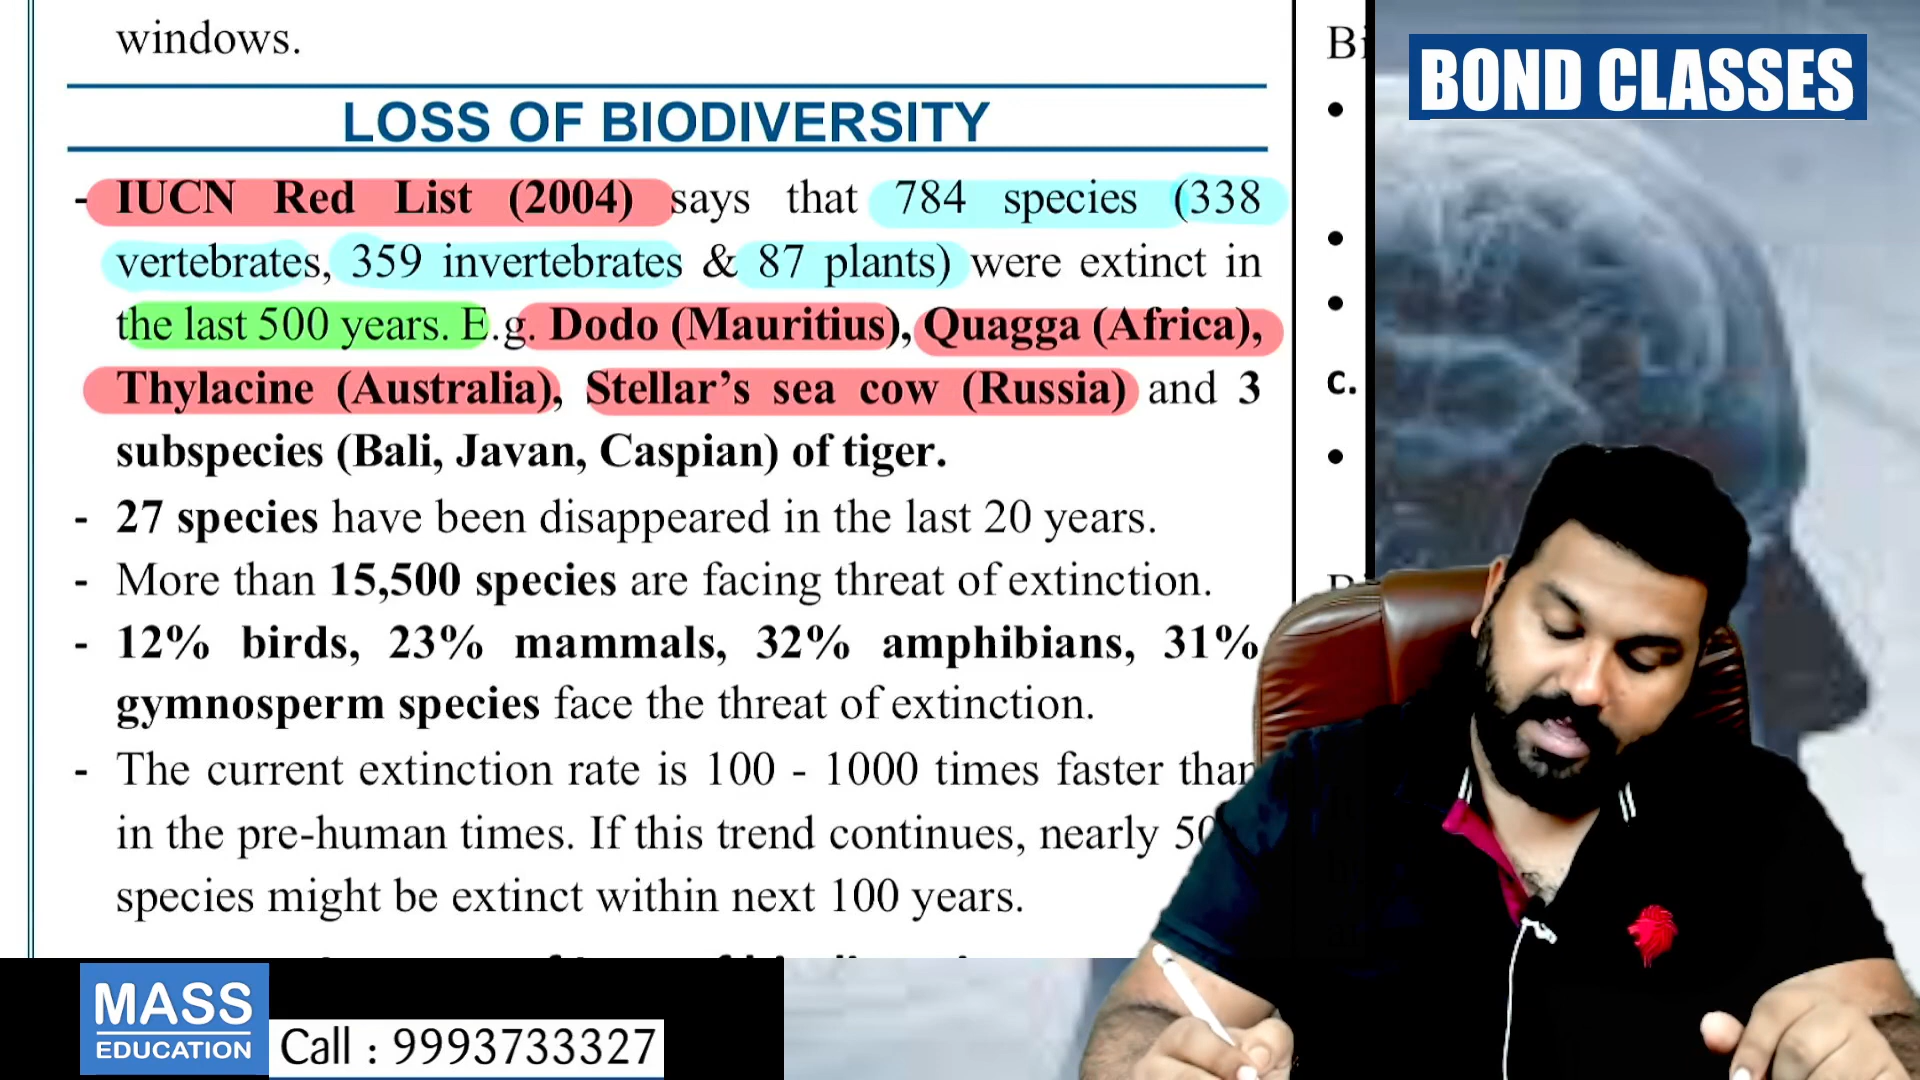 windows.
LOSS OF BIODIVERSITY
- IUCN Red List (2004) says that 784 species (338
vertebrates, 359 invertebrates & 87 plants) were extinct in
the last 500 years. E.g. Dodo (Mauritius), Quagga (Africa),
Thylacine (Australia), Stellar’s sea cow (Russia) and 3
subspecies (Bali, Javan, Caspian) of tiger.
- 27 species have been disappeared in the last 20 years.
- More than 15,500 species are facing threat of extinction.
- 12% birds, 23% mammals, 32% amphibians, 31%
gymnosperm species face the threat of extinction.
- The current extinction rate is 100 - 1000 times faster than
in the pre-human times. If this trend continues, nearly
species might be extinct within next 100 years.
c.
BOND CLASSES
MASS
EDUCATION
Call : 9993733327